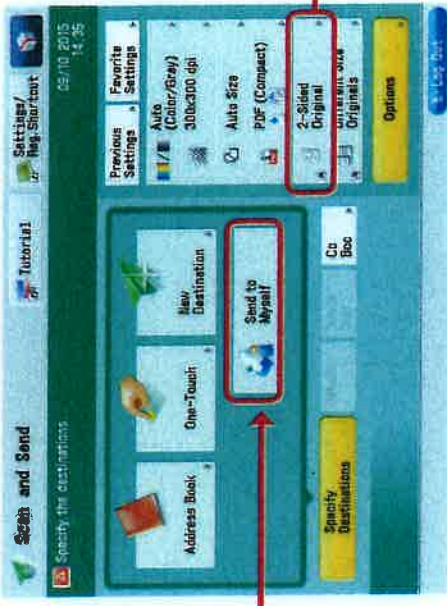 Scan and Send
Tutorial
Settings/
Reg. Shortcut
Specify the destinations
09/10 2015
14:35
Address Book
One-Touch
New
Destination
Send to
Myself
Specify
Destinations
Cc
Bcc
Previous
Settings
Favorite
Settings
Auto
(Color/Gray)
300x300 dpi
Auto Size
PDF (Compact)
2-Sided
Original
Different Size
Originals
Options
Log Out